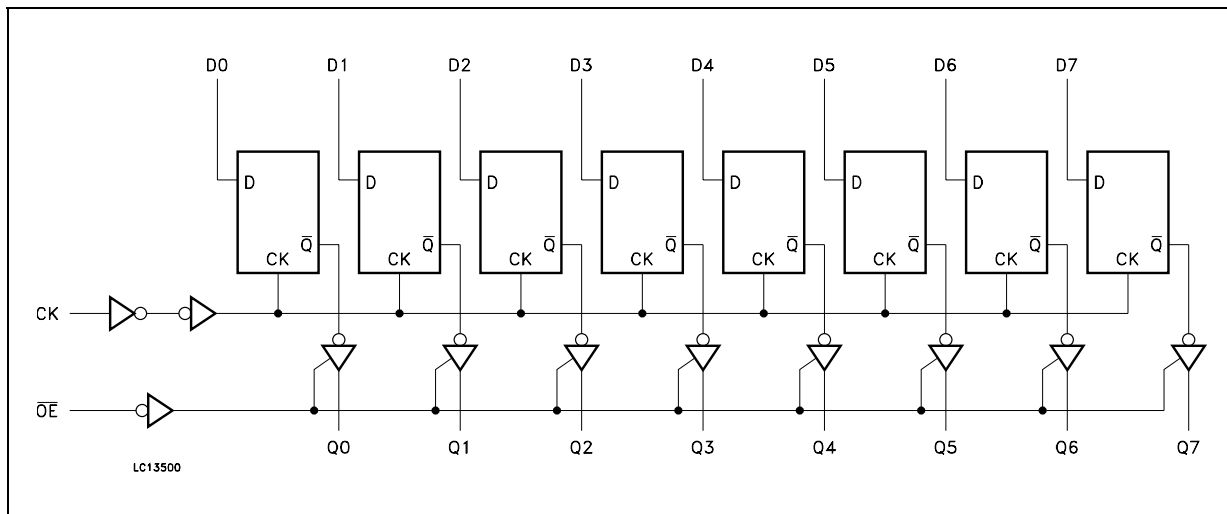 D0 D1 D2 D3 D4 D5 D6 D7
D D D D D D D D
Q̅ Q̅ Q̅ Q̅ Q̅ Q̅ Q̅ Q̅
CK CK CK CK CK CK CK CK
CK
O̅E̅
Q0 Q1 Q2 Q3 Q4 Q5 Q6 Q7
LC13500